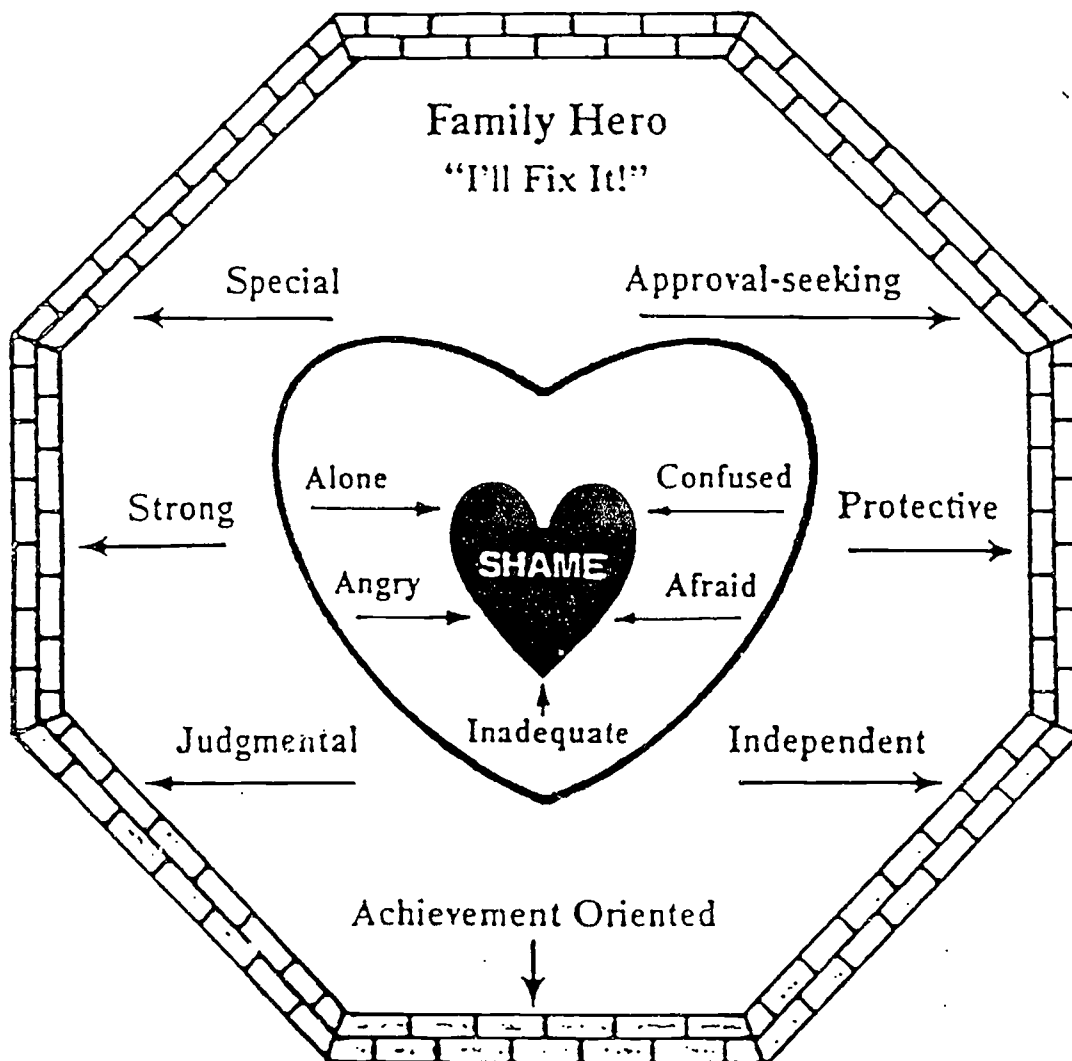 Family Hero
“I'll Fix It!”
Special
Approval-seeking
Alone
Confused
Strong
Protective
SHAME
Angry
Afraid
Inadequate
Judgmental
Independent
Achievement Oriented